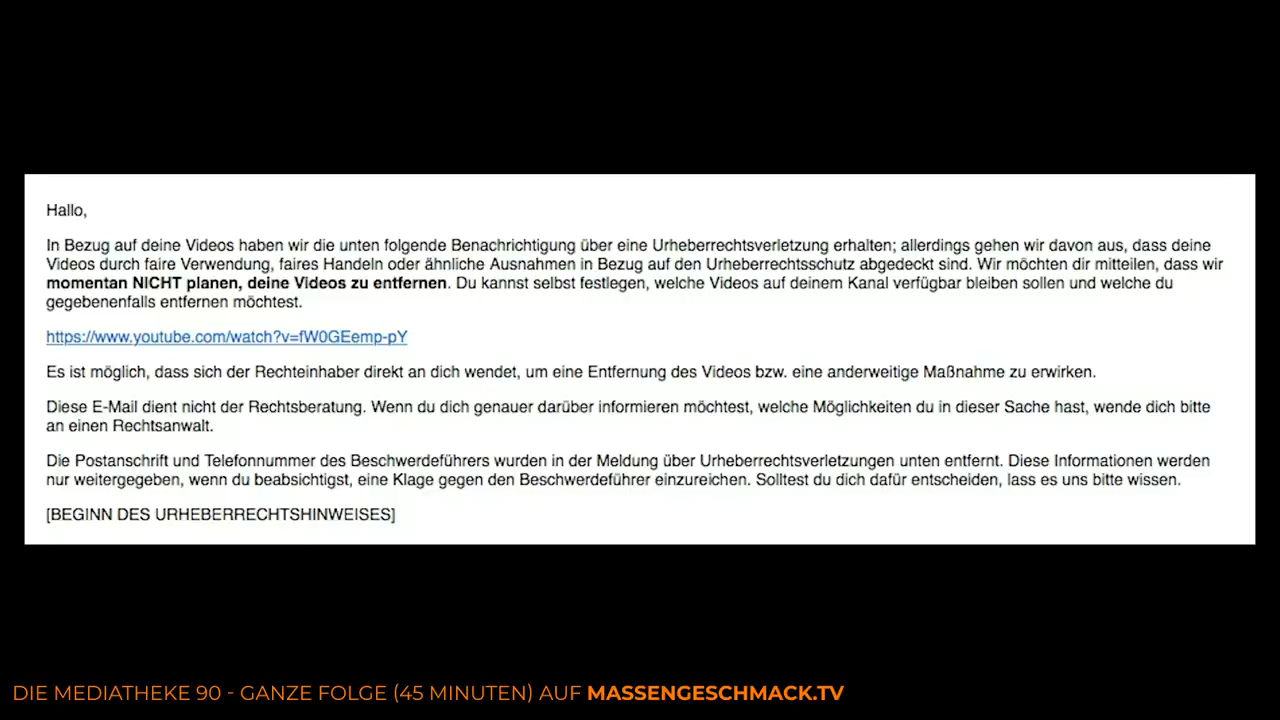 Hallo,
In Bezug auf deine Videos haben wir die unten folgende Benachrichtigung über eine Urheberrechtsverletzung erhalten; allerdings gehen wir davon aus, dass deine
Videos durch faire Verwendung, faires Handeln oder ähnliche Ausnahmen in Bezug auf den Urheberrechtsschutz abgedeckt sind. Wir möchten dir mitteilen, dass wir
momentan NICHT planen, deine Videos zu entfernen. Du kannst selbst festlegen, welche Videos auf deinem Kanal verfügbar bleiben sollen und welche du
gegebenenfalls entfernen möchtest.
https://www.youtube.com/watch?v=fW0GEemp-pY
Es ist möglich, dass sich der Rechteinhaber direkt an dich wendet, um eine Entfernung des Videos bzw. eine anderweitige Maßnahme zu erwirken.
Diese E-Mail dient nicht der Rechtsberatung. Wenn du dich genauer darüber informieren möchtest, welche Möglichkeiten du in dieser Sache hast, wende dich bitte
an einen Rechtsanwalt.
Die Postanschrift und Telefonnummer des Beschwerdeführers wurden in der Meldung über Urheberrechtsverletzungen unten entfernt. Diese Informationen werden
nur weitergegeben, wenn du beabsichtigst, eine Klage gegen den Beschwerdeführer einzureichen. Solltest du dich dafür entscheiden, lass es uns bitte wissen.
[BEGINN DES URHEBERRECHTSHINWEISES]
DIE MEDIATHEKE 90 - GANZE FOLGE (45 MINUTEN) AUF MASSENGESCHMACK.TV